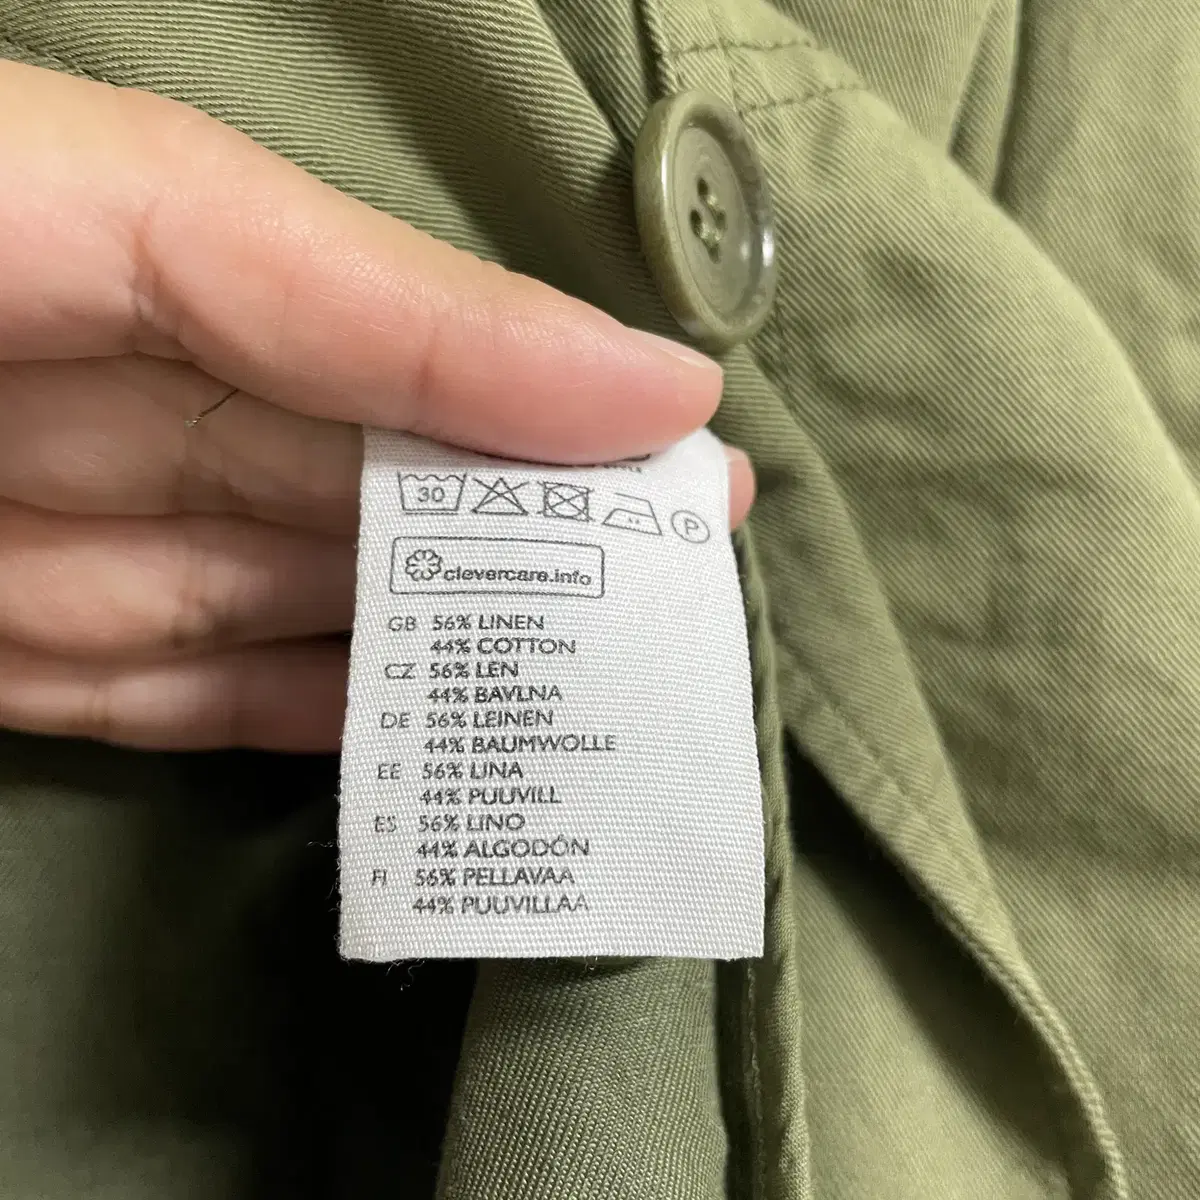 STYLE
30
P
clevercare.info
GB 56% LINEN
44% COTTON
CZ 56% LEN
44% BAVLNA
DE 56% LEINEN
44% BAUMWOLLE
EE 56% LINA
44% PUUVILL
ES 56% LINO
44% ALGODÓN
FI 56% PELLAVAA
44% PUUVILLAA